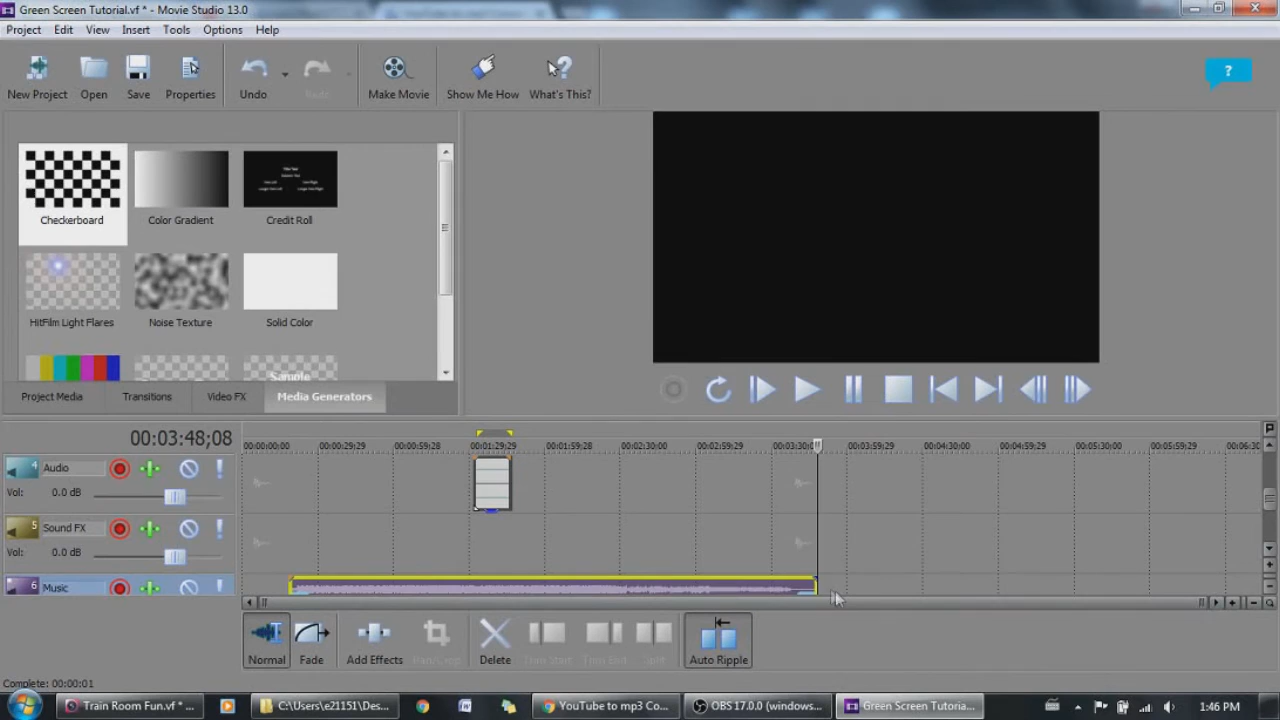 Green Screen Tutorial.vf * - Movie Studio 13.0
Project Edit View Insert Tools Options Help
New Project Open Save Properties Undo Redo Make Movie Show Me How What's This?
?
Checkerboard Color Gradient Credit Roll
HitFilm Light Flares Noise Texture Solid Color
Sample
Project Media Transitions Video FX Media Generators
00:03:48;08
00:00:00;00 00:00:29;29 00:00:59;28 00:01:29;29 00:01:59;28 00:02:30;00 00:02:59;29 00:03:30;0 00:03:59;29 00:04:30;00 00:04:59;29 00:05:30;00 00:05:59;29 00:06:30
4 Audio
Vol: 0.0 dB
5 Sound FX
Vol: 0.0 dB
6 Music
Normal Fade Add Effects Pan/Crop Delete Trim Start Trim End Split Auto Ripple
Complete: 00:00:01
Train Room Fun.vf * ... C:\Users\e21151\Des... YouTube to mp3 Co... OBS 17.0.0 (windows... Green Screen Tutoria... 1:46 PM